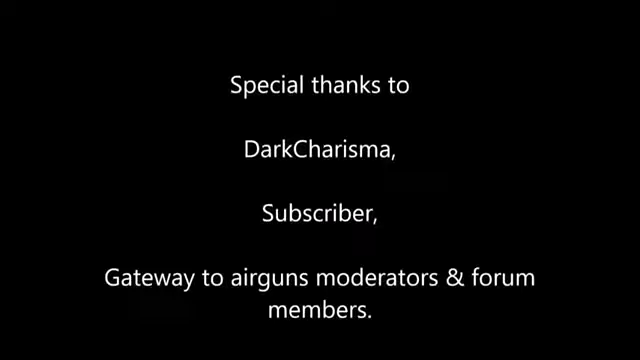 Special thanks to
DarkCharisma,
Subscriber,
Gateway to airguns moderators & forum
members.